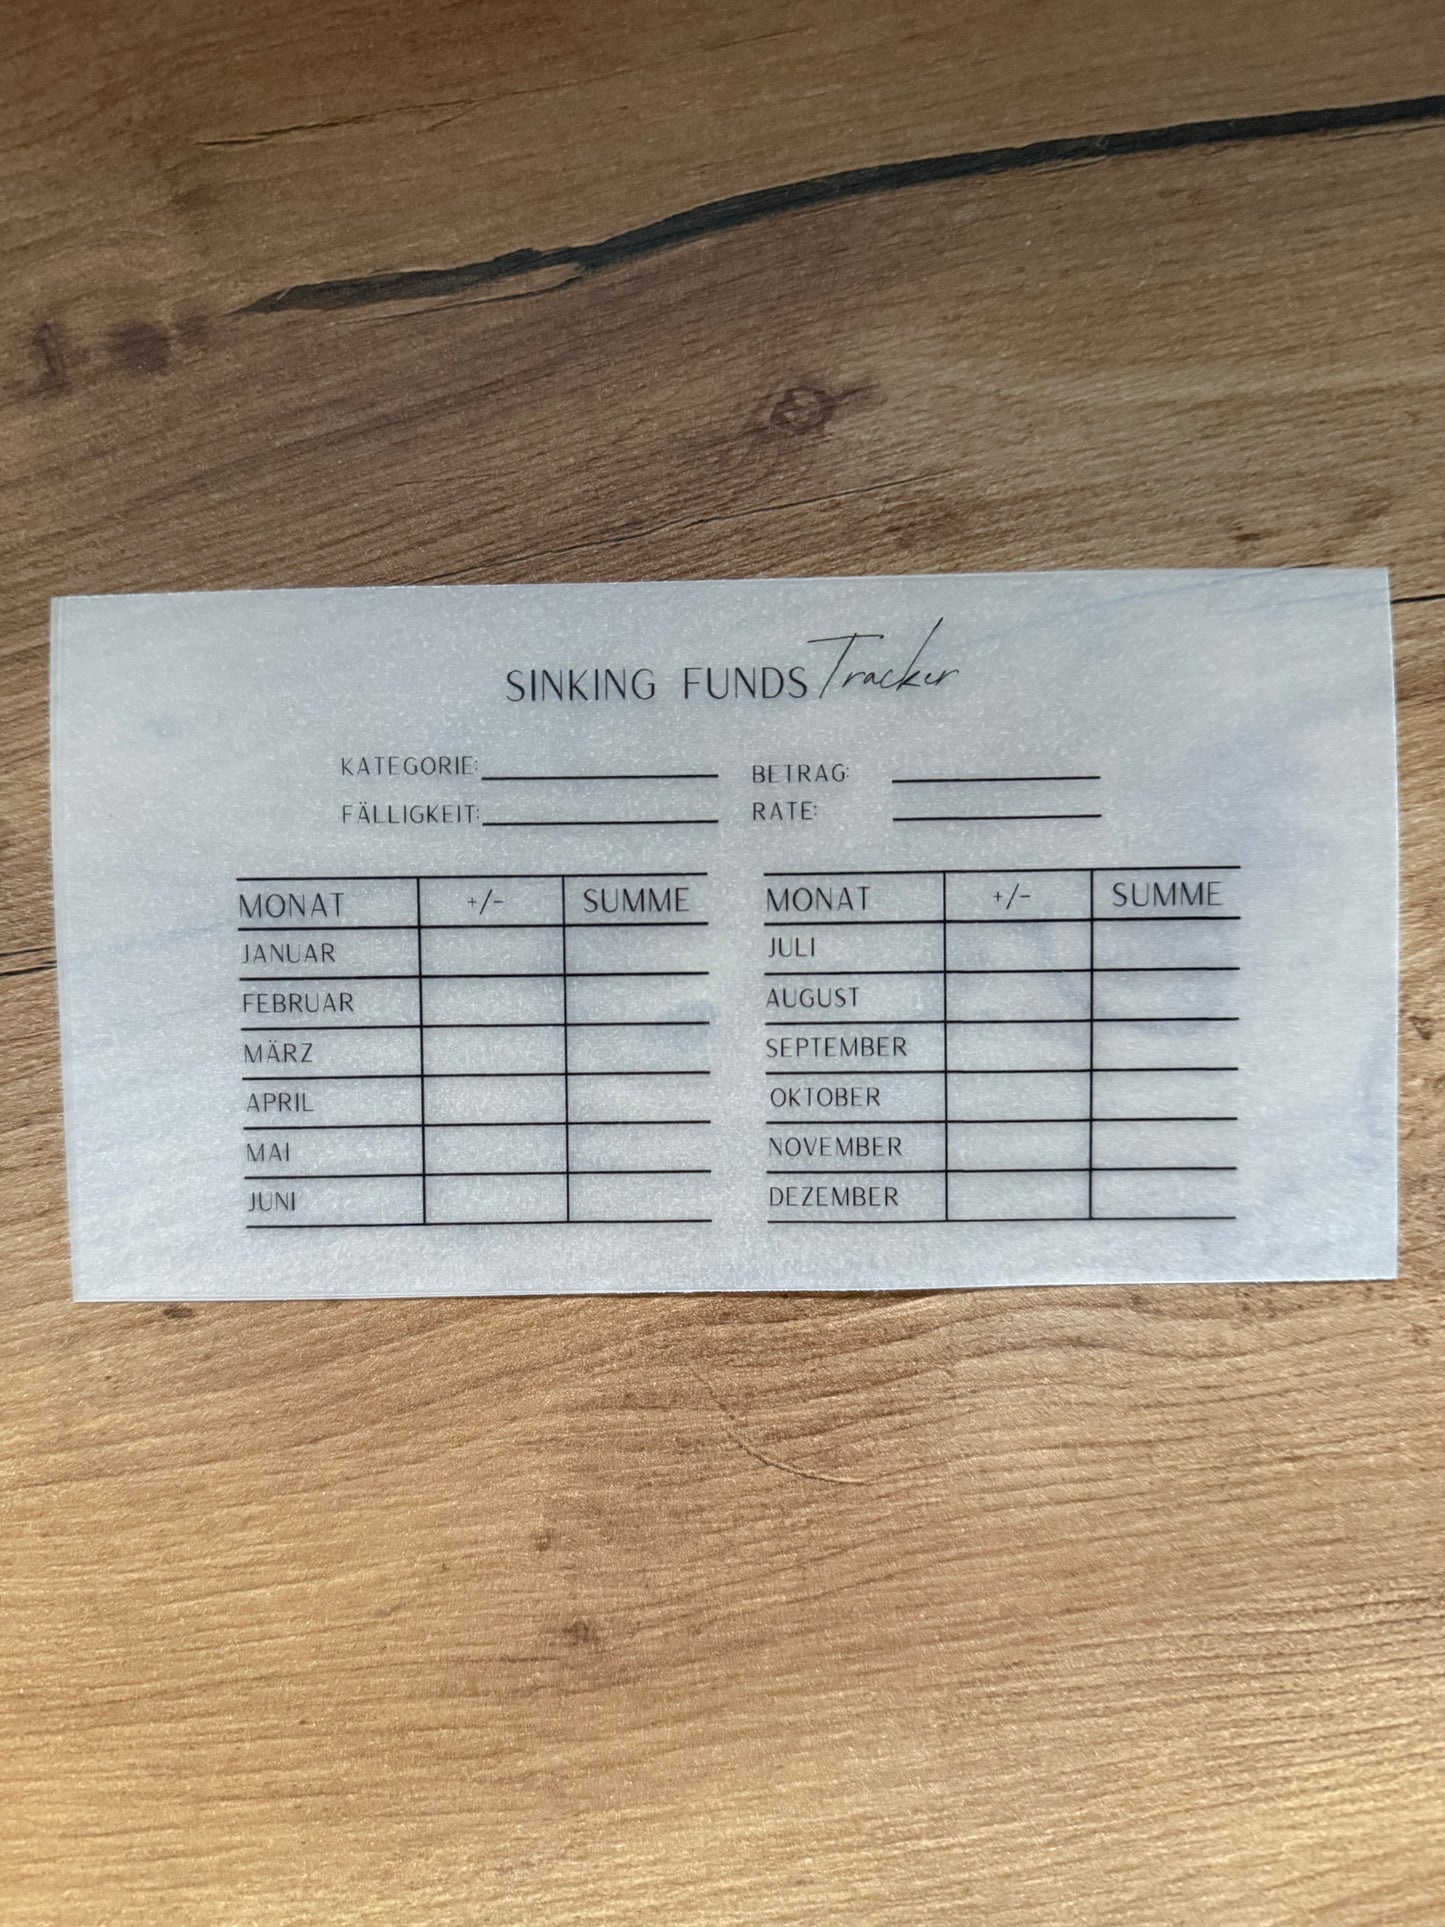 SINKING FUNDS Tracker
KATEGORIE:
FÄLLIGKEIT:
BETRAG:
RATE:
MONAT +/- SUMME
JANUAR
FEBRUAR
MÄRZ
APRIL
MAI
JUNI
MONAT +/- SUMME
JULI
AUGUST
SEPTEMBER
OKTOBER
NOVEMBER
DEZEMBER